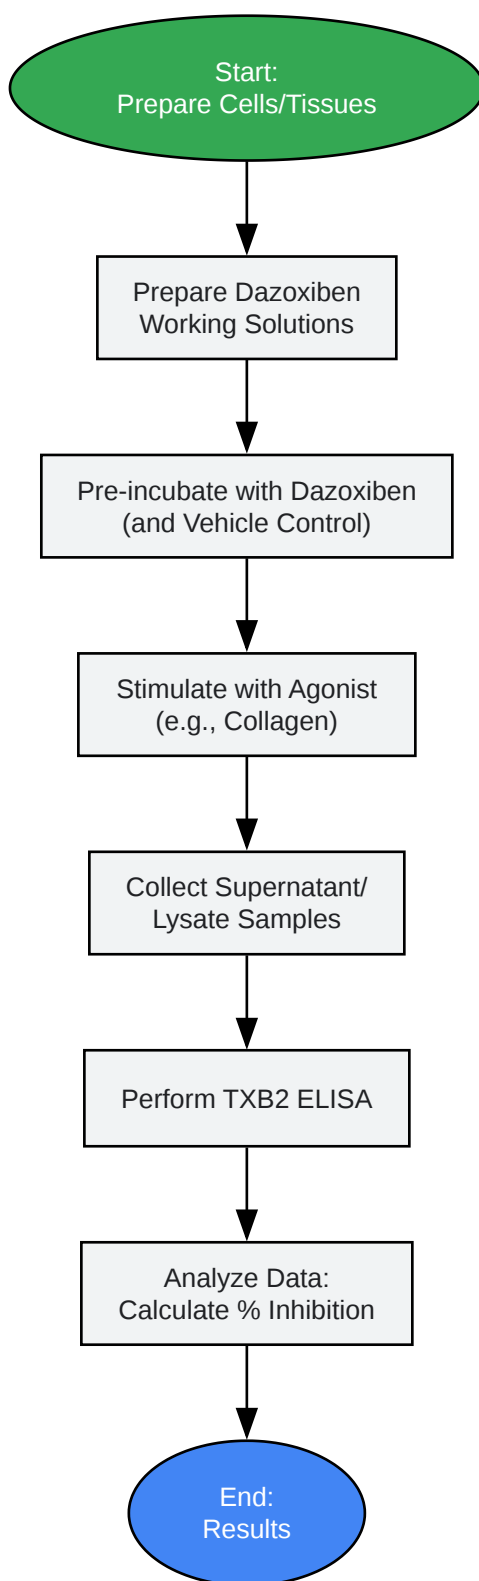 Start:
Prepare Cells/Tissues
Prepare Dazoxiben
Working Solutions
Pre-incubate with Dazoxiben
(and Vehicle Control)
Stimulate with Agonist
(e.g., Collagen)
Collect Supernatant/
Lysate Samples
Perform TXB2 ELISA
Analyze Data:
Calculate % Inhibition
End:
Results